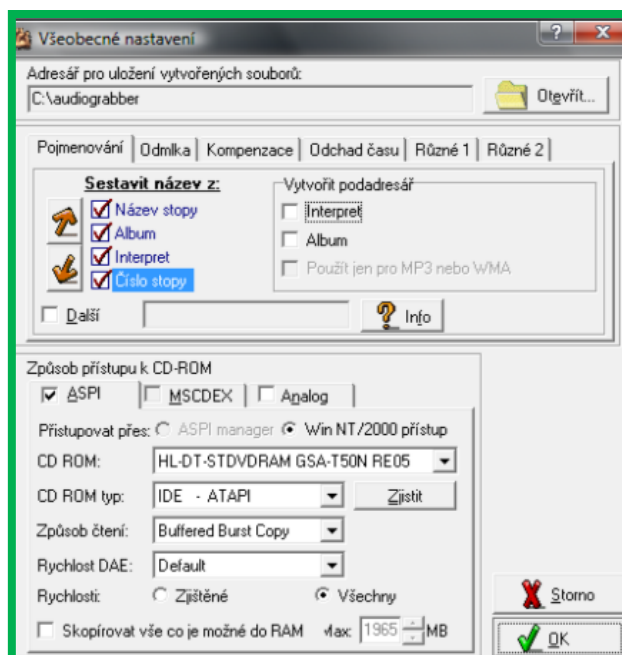 Všeobecné nastavení
Adresář pro uložení vytvořených souborů:
C:\audiograbber
Otevřít...
Pojmenování Odmlka Kompenzace Odchad času Různé 1 Různé 2
Sestavit název z:
Vytvořit podadresář
Název stopy
Interpret
Album
Album
Interpret
Použít jen pro MP3 nebo WMA
Číslo stopy
Další
Info
Způsob přístupu k CD-ROM
ASPI MSCDEX Analog
Přistupovat přes: ASPI manager Win NT/2000 přístup
CD ROM: HL-DT-STDVDRAM GSA-T50N RE05
CD ROM typ: IDE - ATAPI Zjistit
Způsob čtení: Buffered Burst Copy
Rychlost DAE: Default
Rychlosti: Zjištěné Všechny
Storno
Skopírovat vše co je možné do RAM Max: 1965 MB
OK